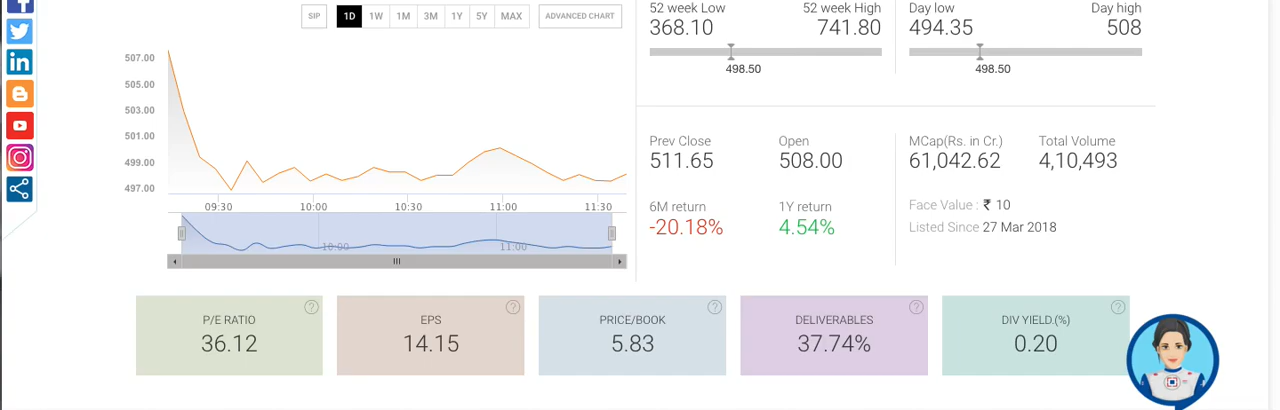 SIP 1D 1W 1M 3M 1Y 5Y MAX ADVANCED CHART
507.00
505.00
503.00
501.00
499.00
497.00
09:30 10:00 10:30 11:00 11:30
10:00 11:00
52 week Low 52 week High
368.10 741.80
498.50
Day low Day high
494.35 508
498.50
Prev Close Open
511.65 508.00
6M return 1Y return
-20.18% 4.54%
MCap(Rs. in Cr.) Total Volume
61,042.62 4,10,493
Face Value : ₹ 10
Listed Since 27 Mar 2018
P/E RATIO ?
36.12
EPS ?
14.15
PRICE/BOOK ?
5.83
DELIVERABLES ?
37.74%
DIV YIELD.(%) ?
0.20